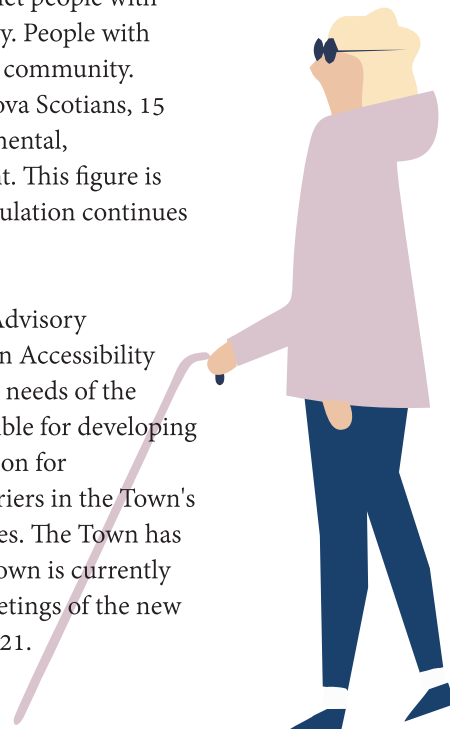 people with
y. People with
community.
ova Scotians, 15
nental,
t. This figure is
ulation continues
Advisory
n Accessibility
needs of the
ible for developing
on for
riers in the Town's
es. The Town has
own is currently
etings of the new
21.